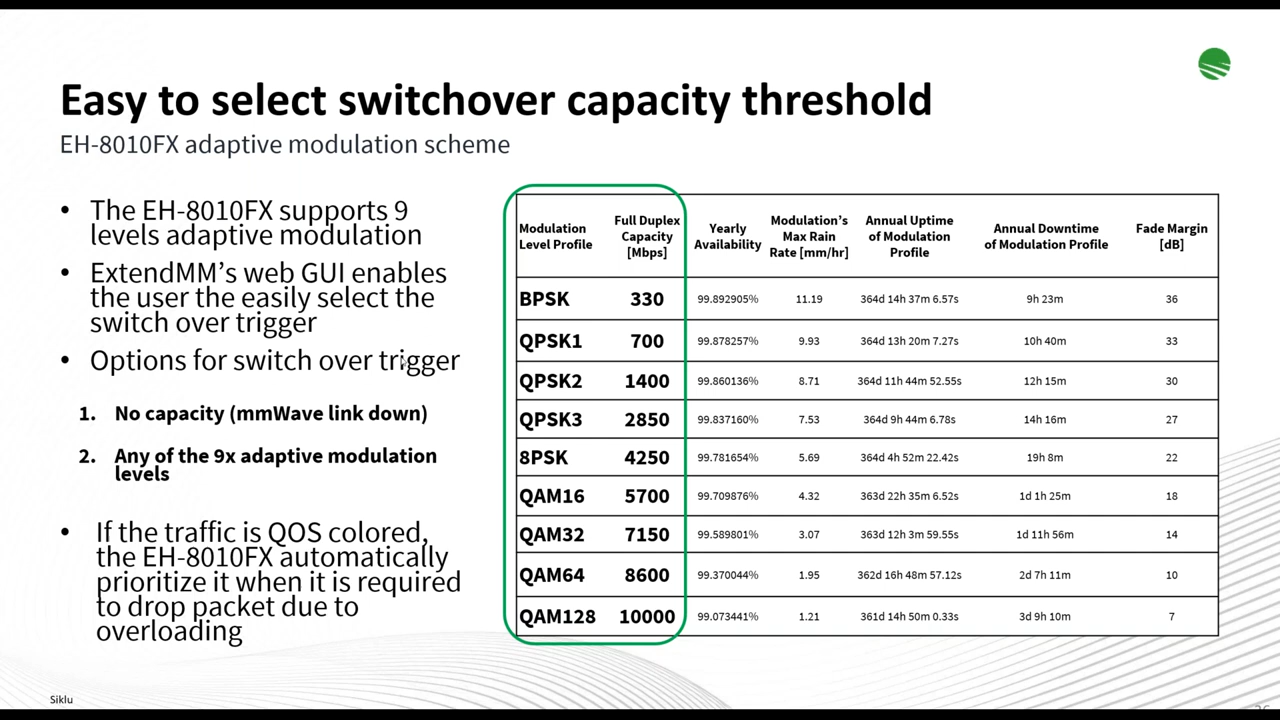 Easy to select switchover capacity threshold
EH-8010FX adaptive modulation scheme
• The EH-8010FX supports 9
levels adaptive modulation
• ExtendMM's web GUI enables
the user the easily select the
switch over trigger
• Options for switch over trigger
1. No capacity (mmWave link down)
2. Any of the 9x adaptive modulation
levels
• If the traffic is QOS colored,
the EH-8010FX automatically
prioritize it when it is required
to drop packet due to
overloading
Modulation Level Profile Full Duplex Capacity [Mbps] Yearly Availability Modulation's Max Rain Rate [mm/hr] Annual Uptime of Modulation Profile Annual Downtime of Modulation Profile Fade Margin [dB]
BPSK 330 99.892905% 11.19 364d 14h 37m 6.57s 9h 23m 36
QPSK1 700 99.878257% 9.93 364d 13h 20m 7.27s 10h 40m 33
QPSK2 1400 99.860136% 8.71 364d 11h 44m 52.55s 12h 15m 30
QPSK3 2850 99.837160% 7.53 364d 9h 44m 6.78s 14h 16m 27
8PSK 4250 99.781654% 5.69 364d 4h 52m 22.42s 19h 8m 22
QAM16 5700 99.709876% 4.32 363d 22h 35m 6.52s 1d 1h 25m 18
QAM32 7150 99.589801% 3.07 363d 12h 3m 59.55s 1d 11h 56m 14
QAM64 8600 99.370044% 1.95 362d 16h 48m 57.12s 2d 7h 11m 10
QAM128 10000 99.073441% 1.21 361d 14h 50m 0.33s 3d 9h 10m 7
Siklu